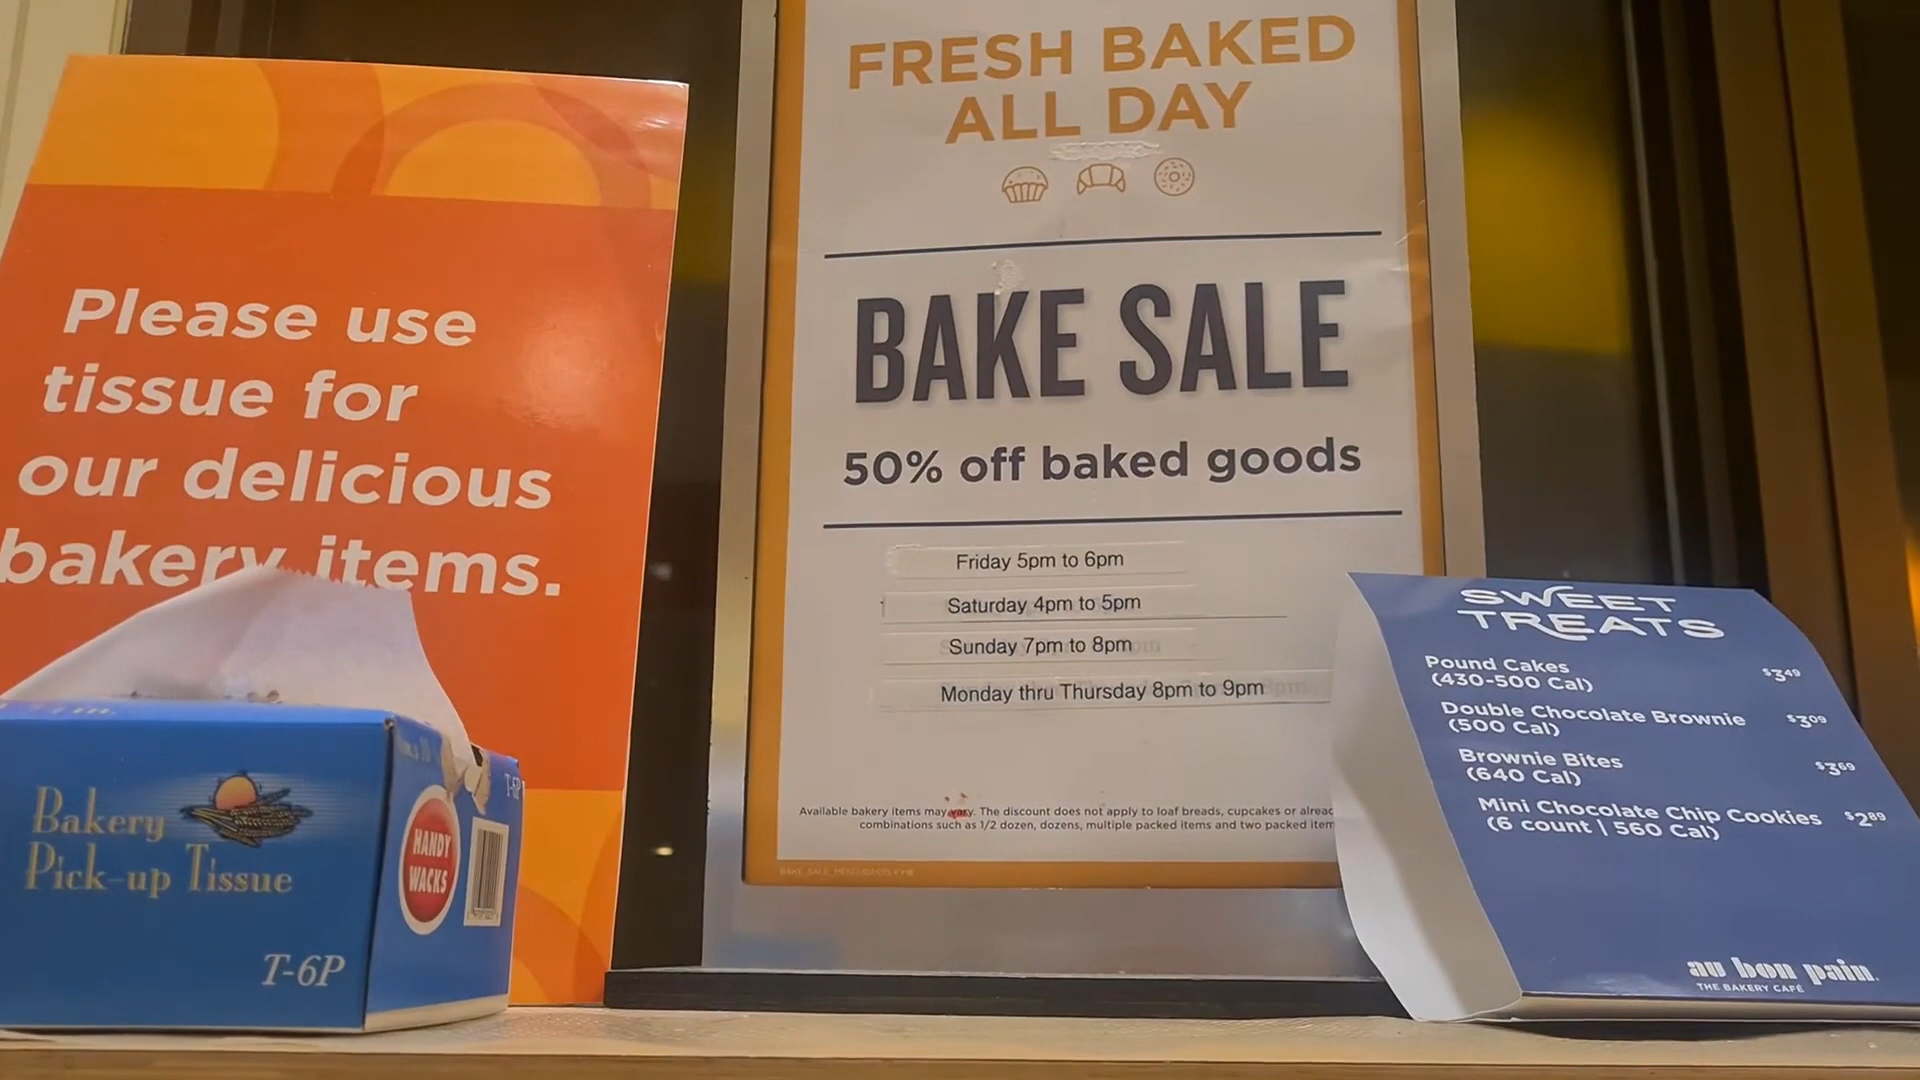 Please use
tissue for
our delicious
bakery items.
Bakery
Pick-up Tissue
T-6P
HANDY
WACKS
FRESH BAKED
ALL DAY
BAKE SALE
50% off baked goods
Friday 5pm to 6pm
Saturday 4pm to 5pm
Sunday 7pm to 8pm
Monday thru Thursday 8pm to 9pm
Available bakery items may vary. The discount does not apply to loaf breads, cupcakes or
combinations such as 1/2 dozen, dozens, multiple packed items and two packed
SWEET
TREATS
Pound Cakes $3.49
(430-500 Cal)
Double Chocolate Brownie $3.09
(500 Cal)
Brownie Bites $3.69
(640 Cal)
Mini Chocolate Chip Cookies $2.89
(6 count | 560 Cal)
au bon pain.
THE BAKERY CAFÉ